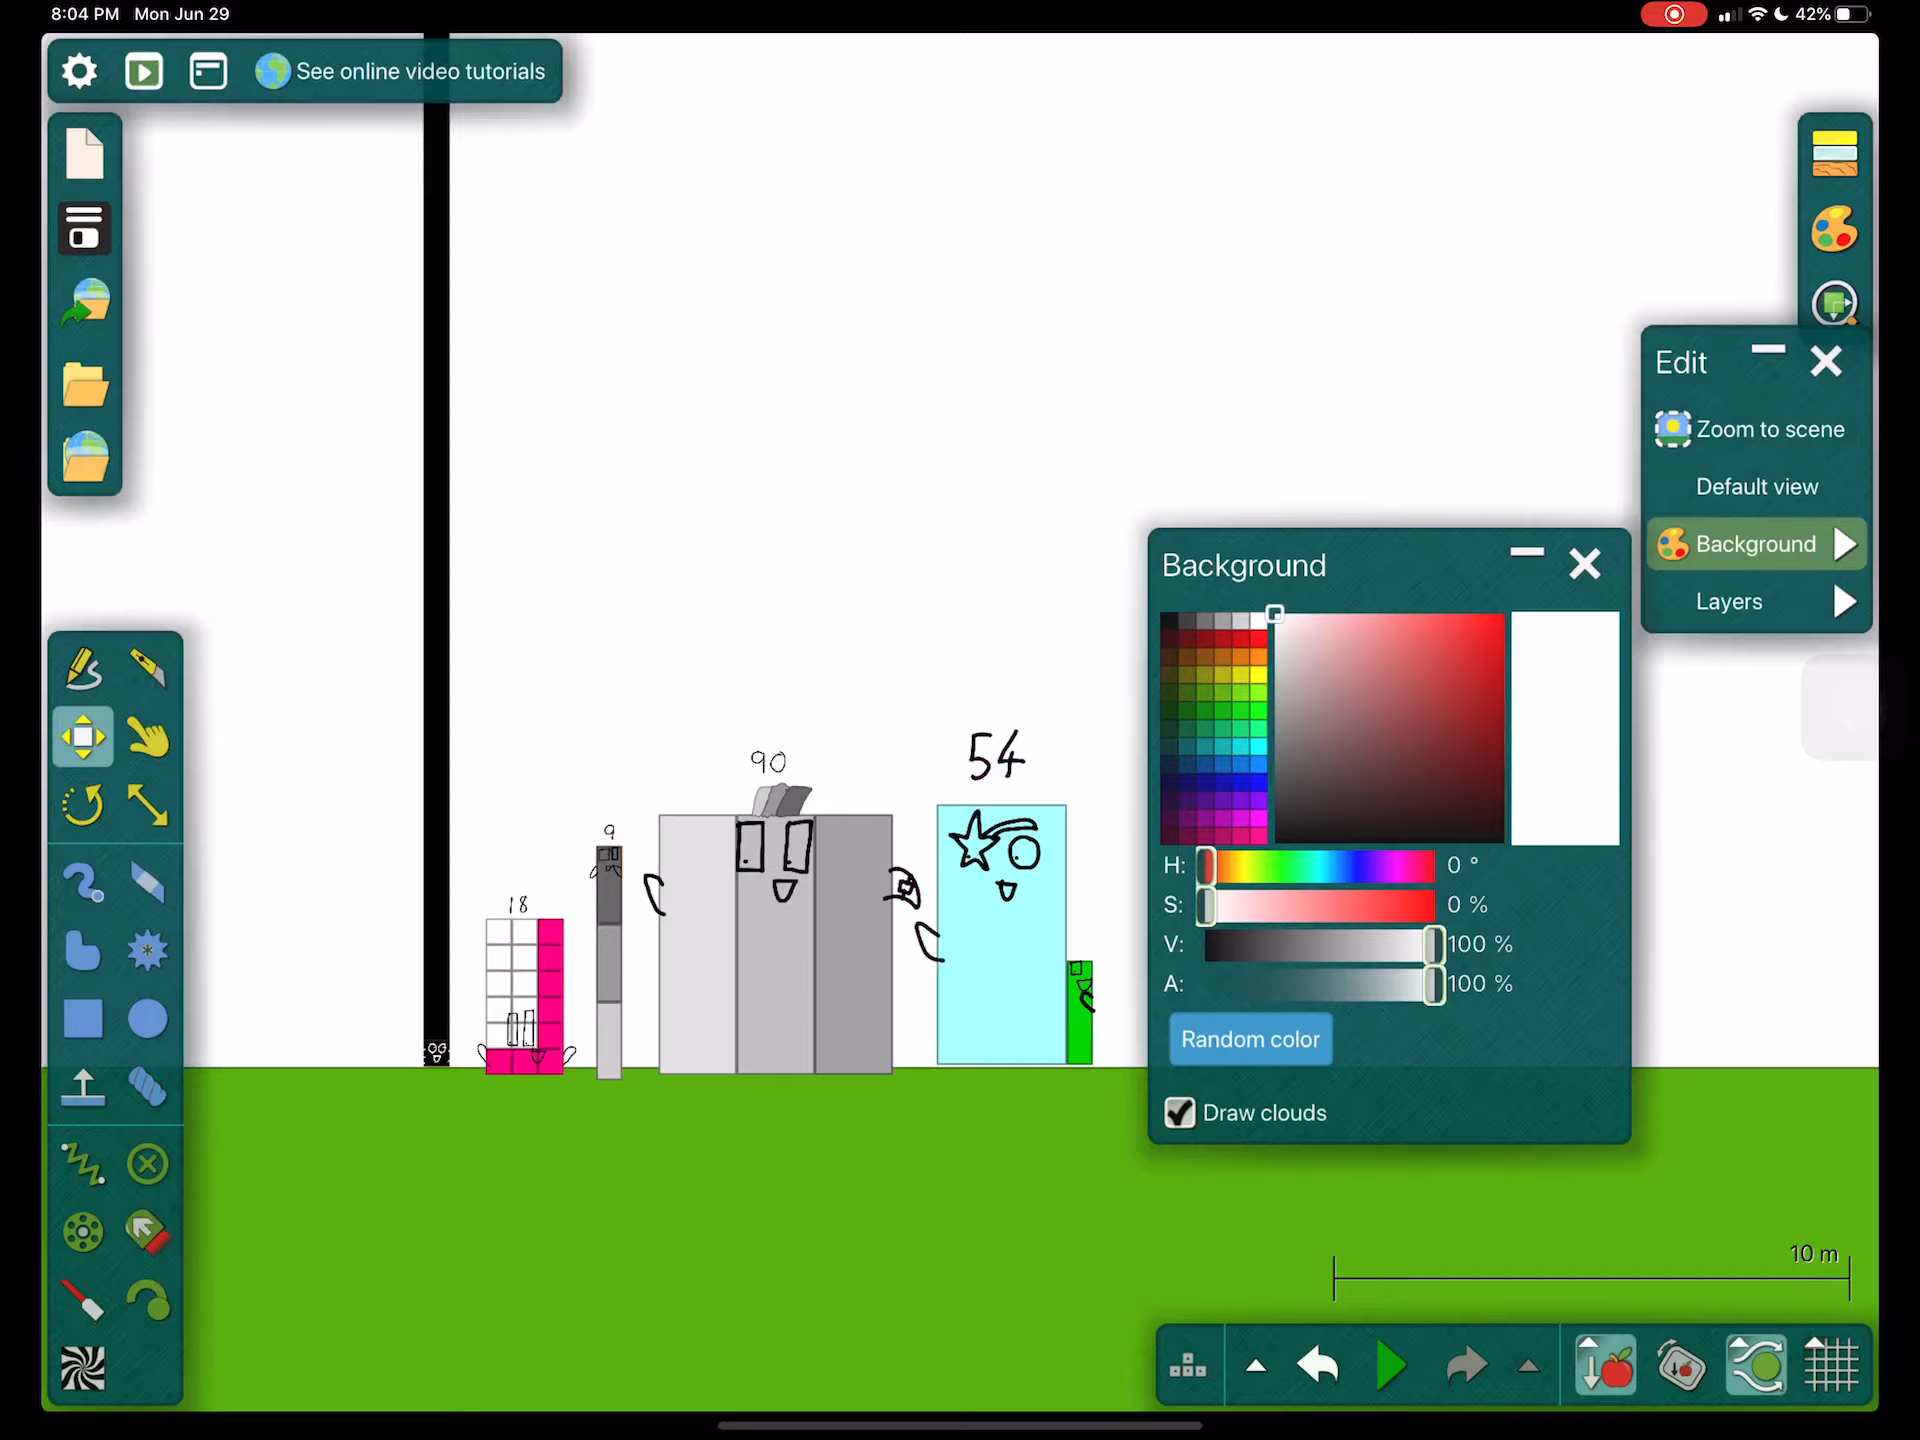 8:04 PM Mon Jun 29
42%
See online video tutorials
Edit
Zoom to scene
Default view
Background
Layers
Background
H: 0 °
S: 0 %
V: 100 %
A: 100 %
Random color
Draw clouds
54
90
9
18
10 m